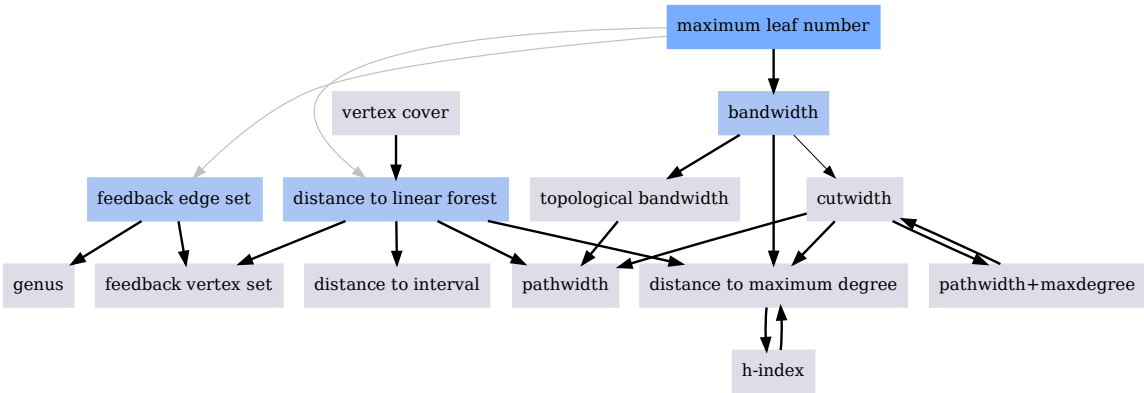 maximum leaf number
vertex cover
bandwidth
feedback edge set
distance to linear forest
topological bandwidth
cutwidth
genus
feedback vertex set
distance to interval
pathwidth
distance to maximum degree
pathwidth+maxdegree
h-index